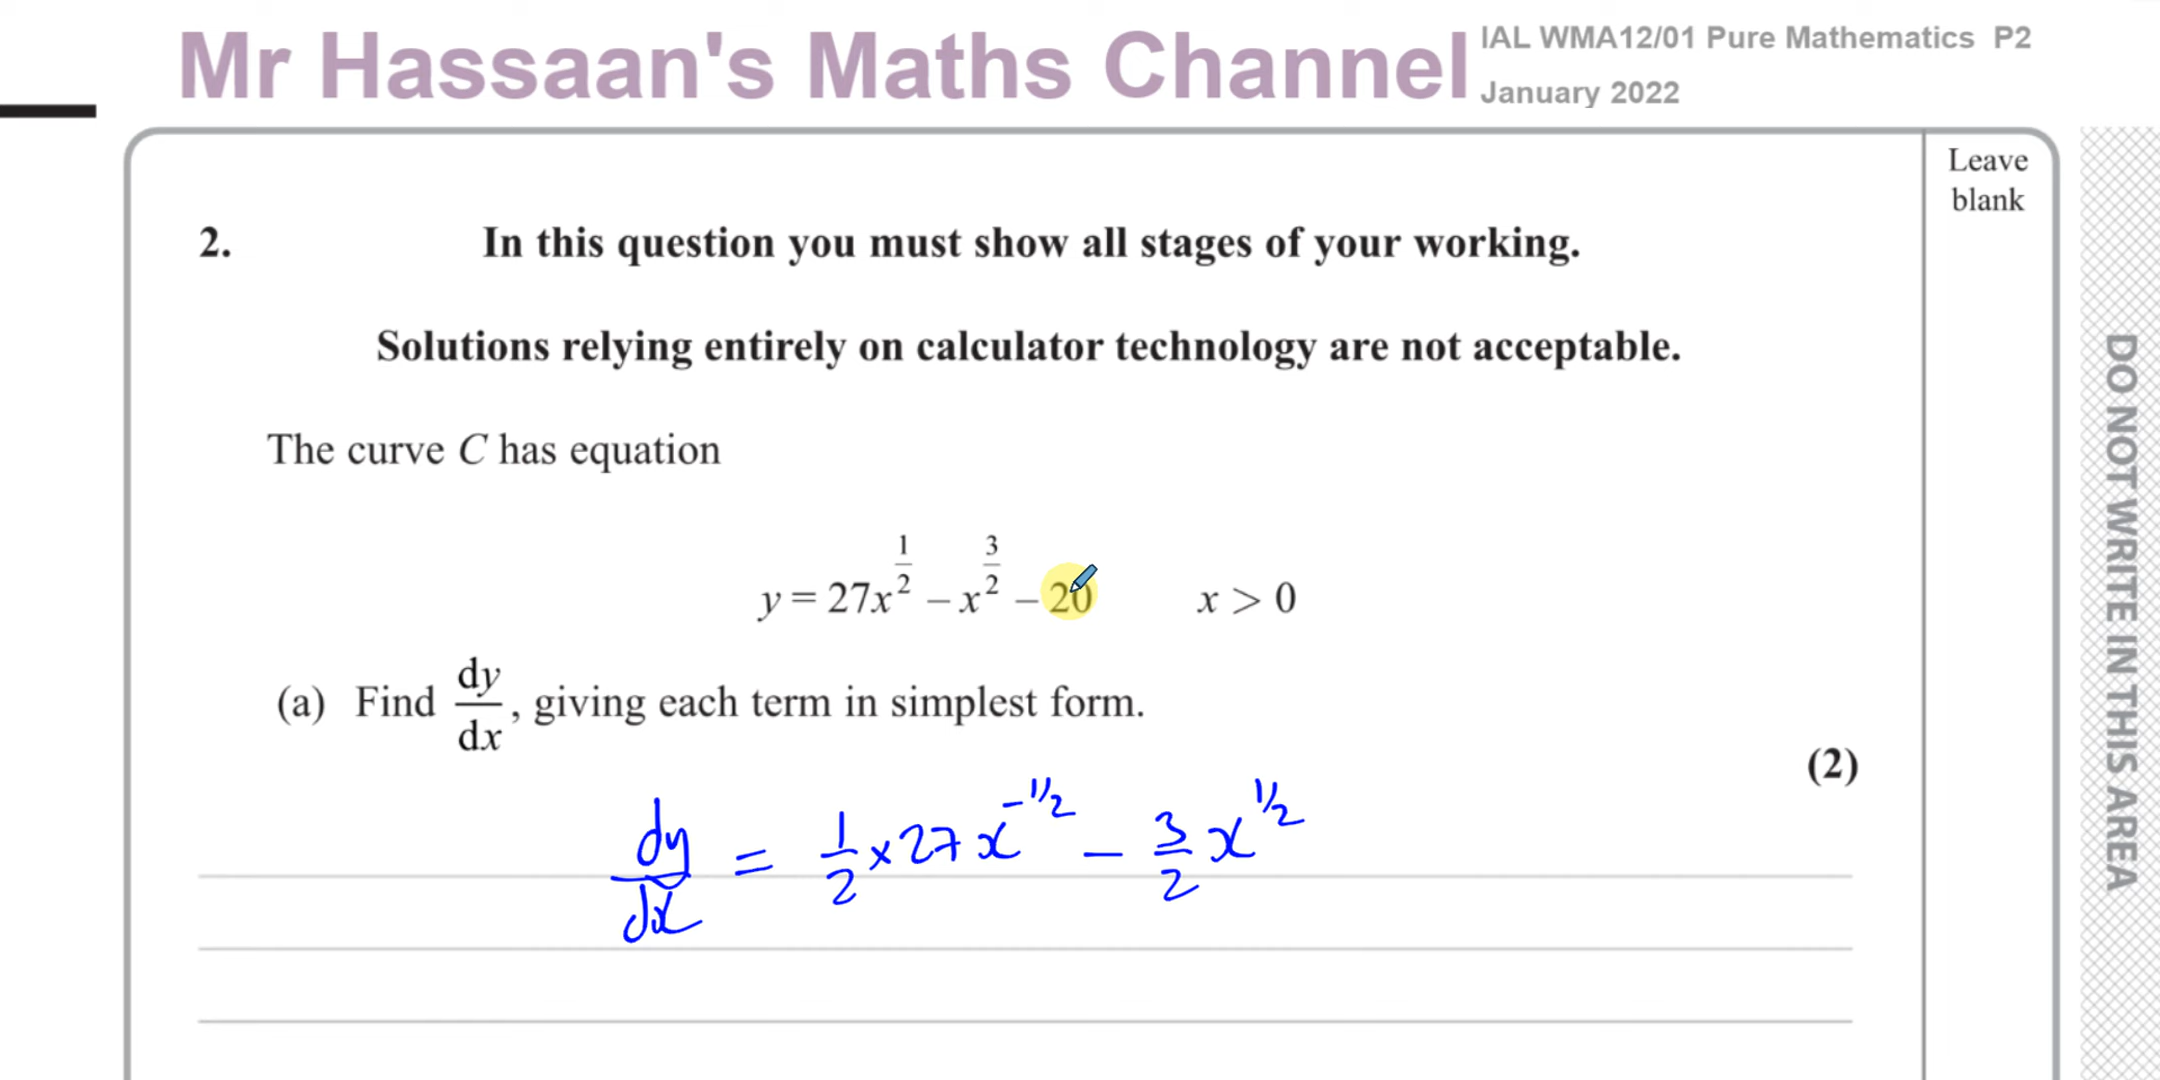 Mr Hassaan's Maths Channel
IAL WMA12/01 Pure Mathematics P2
January 2022
Leave
blank
2. In this question you must show all stages of your working.
Solutions relying entirely on calculator technology are not acceptable.
The curve C has equation
y = 27x^(1/2) – x^(3/2) – 20 x > 0
(a) Find dy/dx, giving each term in simplest form.
(2)
dy/dx = 1/2 × 27x^(-1/2) – 3/2 x^(1/2)
DO NOT WRITE IN THIS AREA